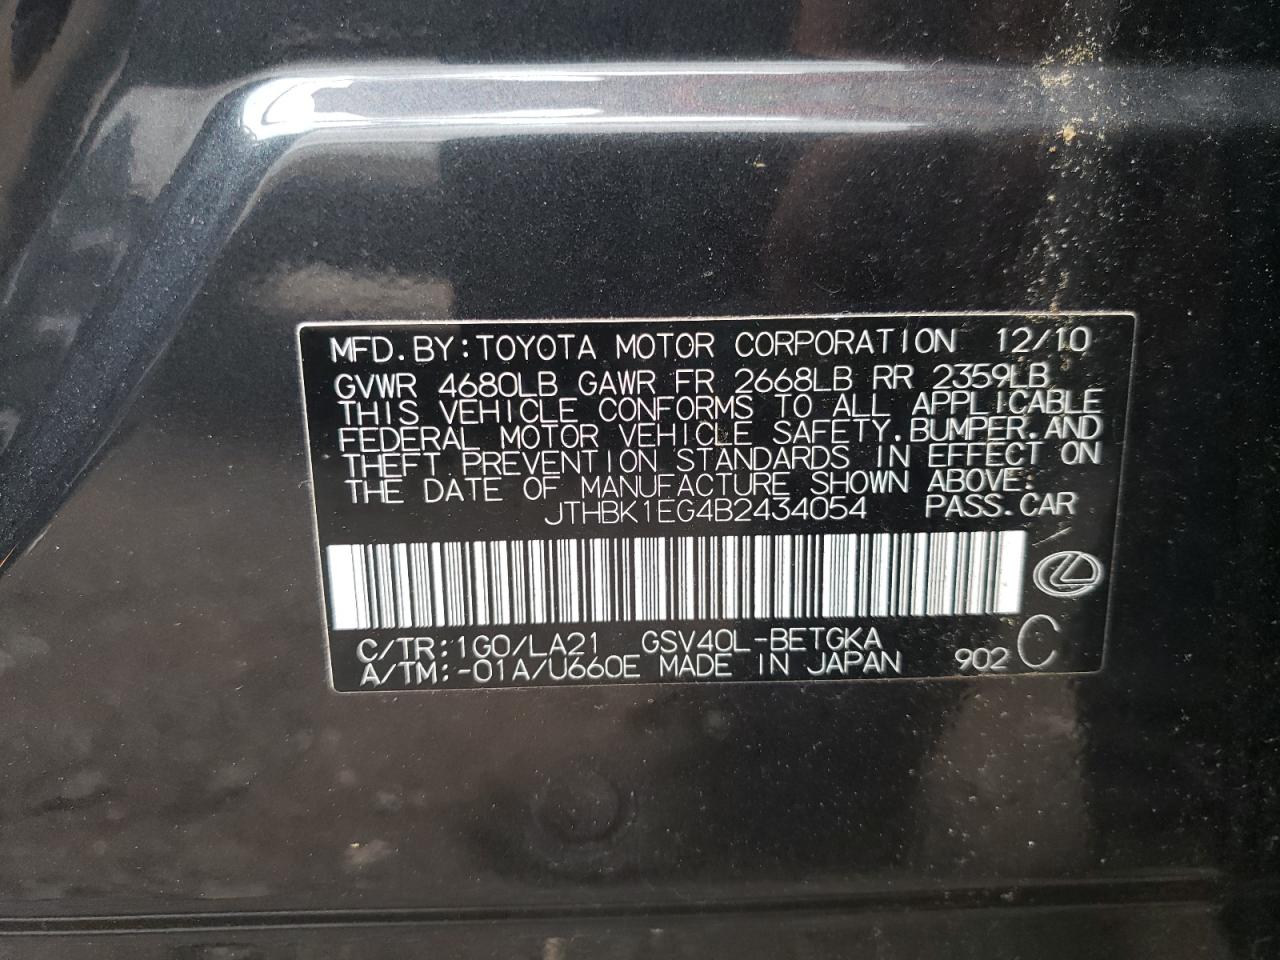 MFD.BY:TOYOTA MOTOR CORPORATION 12/10
GVWR 4680LB GAWR FR 2668LB RR 2359LB
THIS VEHICLE CONFORMS TO ALL APPLICABLE
FEDERAL MOTOR VEHICLE SAFETY.BUMPER.AND
THEFT PREVENTION STANDARDS IN EFFECT ON
THE DATE OF MANUFACTURE SHOWN ABOVE.
JTHBK1EG4B2434054 PASS.CAR
C/TR:1G0/LA21 GSV40L-BETGKA
A/TM:-01A/U660E MADE IN JAPAN 902 C